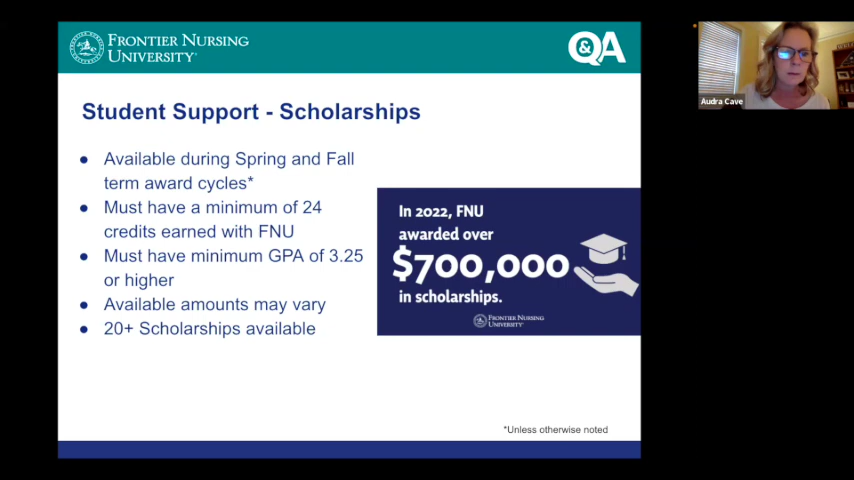 FRONTIER NURSING
UNIVERSITY
Q&A
Audra Cave
Student Support - Scholarships
● Available during Spring and Fall
term award cycles*
● Must have a minimum of 24
credits earned with FNU
● Must have minimum GPA of 3.25
or higher
● Available amounts may vary
● 20+ Scholarships available
In 2022, FNU
awarded over
$700,000
in scholarships.
FRONTIER NURSING
UNIVERSITY
*Unless otherwise noted